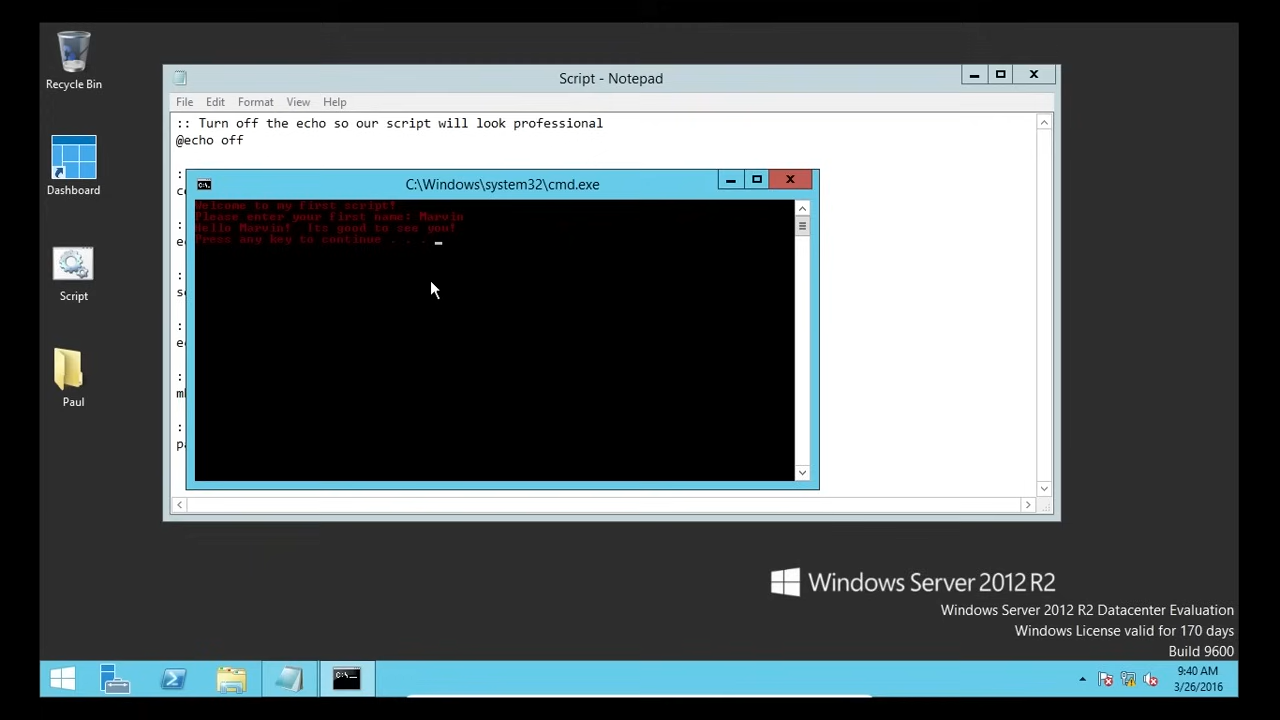 Recycle Bin
Dashboard
Script
Paul
Script - Notepad
File Edit Format View Help
:: Turn off the echo so our script will look professional
@echo off
:
:
:
:
:
:
C:\Windows\system32\cmd.exe
Welcome to my first script!
Please enter your first name: Marvin
Hello Marvin!  Its good to see you!
Press any key to continue . . .
Windows Server 2012 R2
Windows Server 2012 R2 Datacenter Evaluation
Windows License valid for 170 days
Build 9600
9:40 AM
3/26/2016